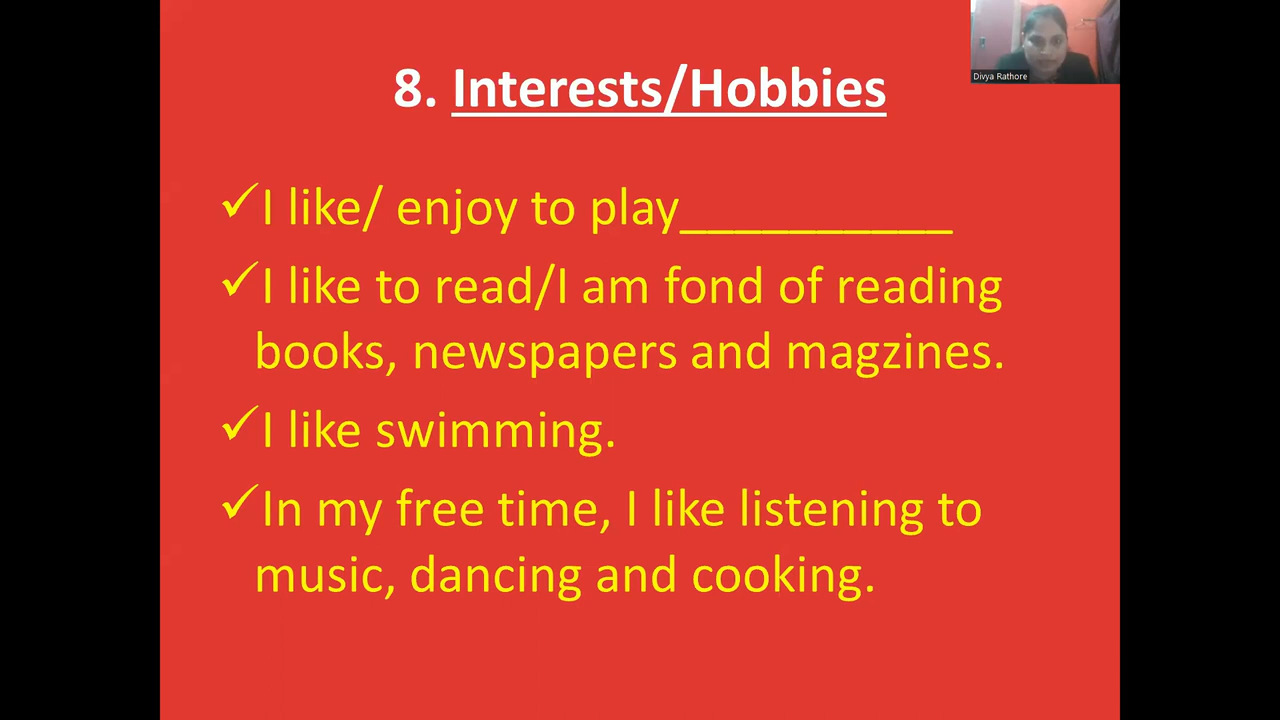 Divya Rathore
8. Interests/Hobbies
✓I like/ enjoy to play__________
✓I like to read/I am fond of reading
books, newspapers and magzines.
✓I like swimming.
✓In my free time, I like listening to
music, dancing and cooking.